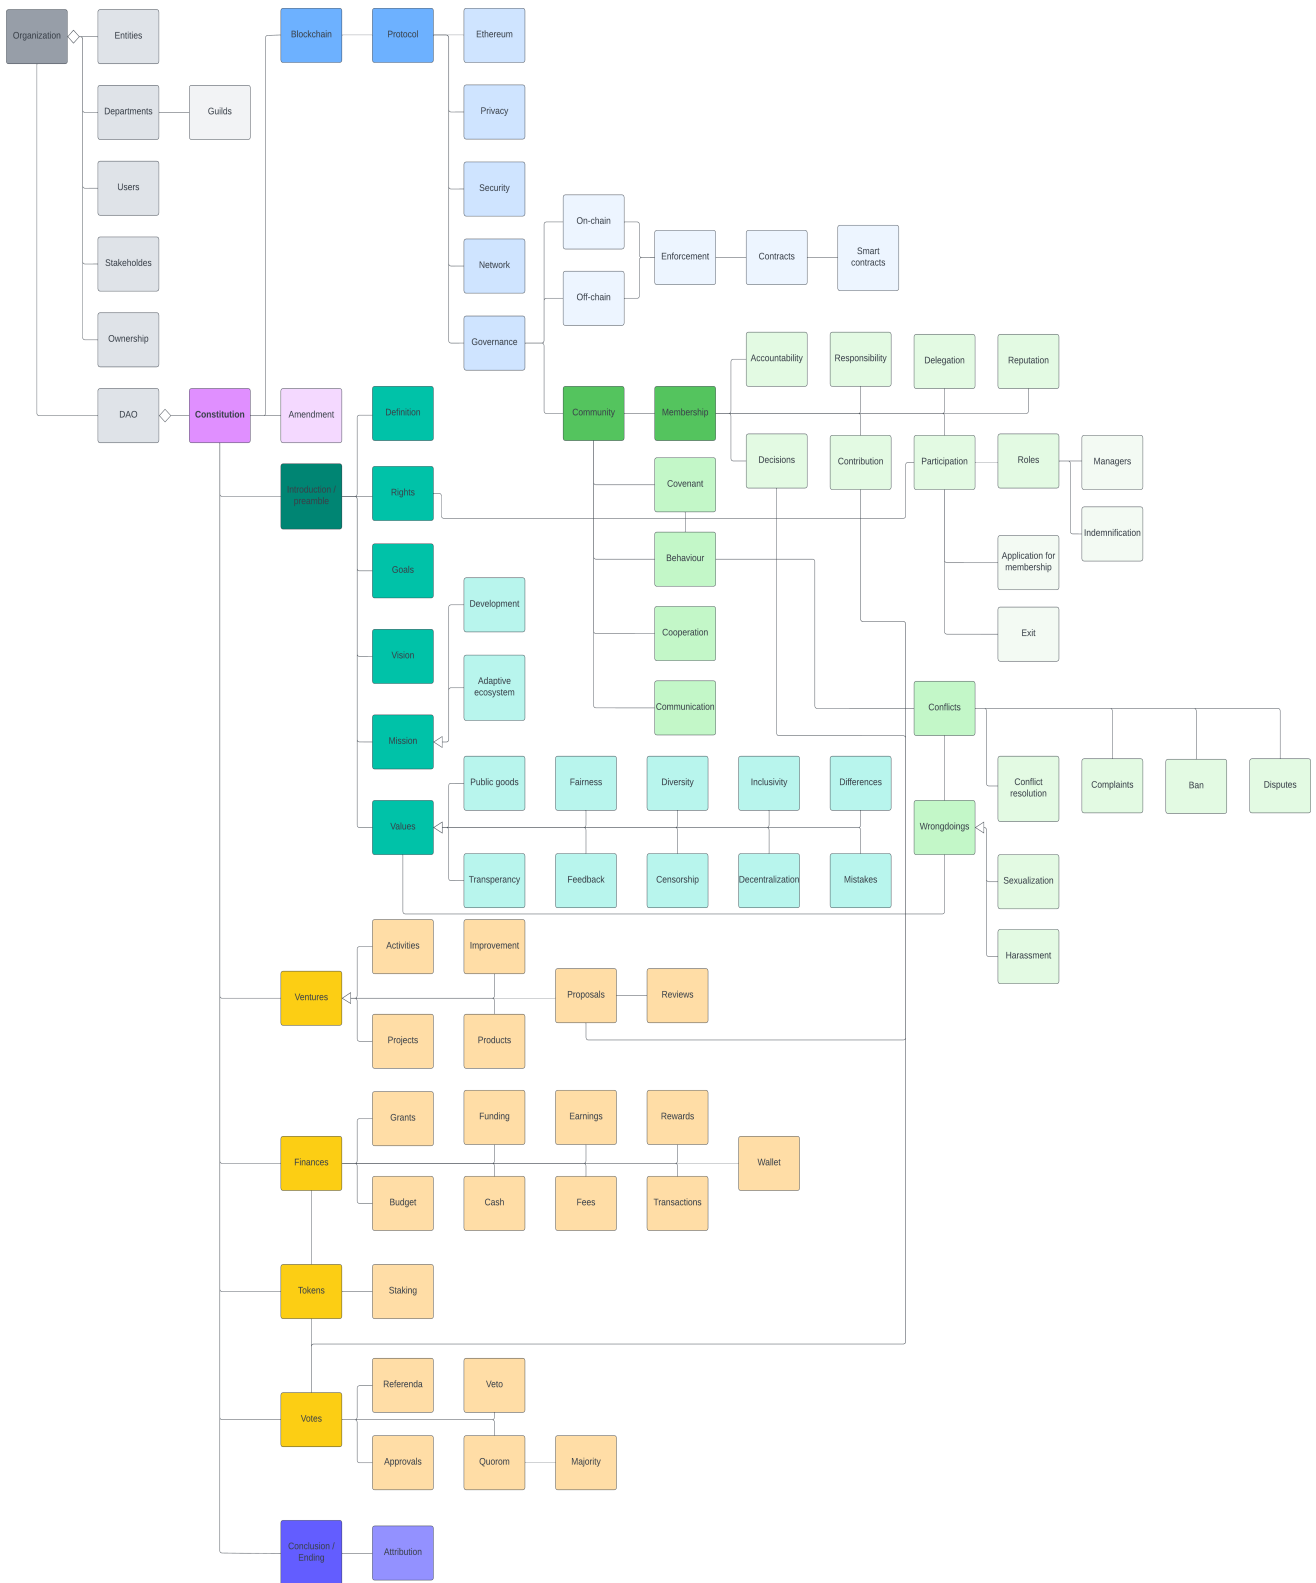 Organization
Entities
Blockchain
Protocol
Ethereum
Departments
Guilds
Privacy
Users
Security
On-chain
Stakeholdes
Network
Enforcement
Contracts
Smart
contracts
Off-chain
Ownership
Governance
Accountability
Responsibility
Delegation
Reputation
DAO
Constitution
Amendment
Definition
Community
Membership
Introduction /
preamble
Rights
Covenant
Decisions
Contribution
Participation
Roles
Managers
Indemnification
Goals
Behaviour
Application for
membership
Development
Cooperation
Exit
Vision
Adaptive
ecosystem
Communication
Conflicts
Mission
Public goods
Fairness
Diversity
Inclusivity
Differences
Conflict
resolution
Complaints
Ban
Disputes
Values
Wrongdoings
Transperancy
Feedback
Censorship
Decentralization
Mistakes
Sexualization
Activities
Improvement
Harassment
Ventures
Proposals
Reviews
Projects
Products
Grants
Funding
Earnings
Rewards
Finances
Wallet
Budget
Cash
Fees
Transactions
Tokens
Staking
Referenda
Veto
Votes
Approvals
Quorom
Majority
Conclusion /
Ending
Attribution